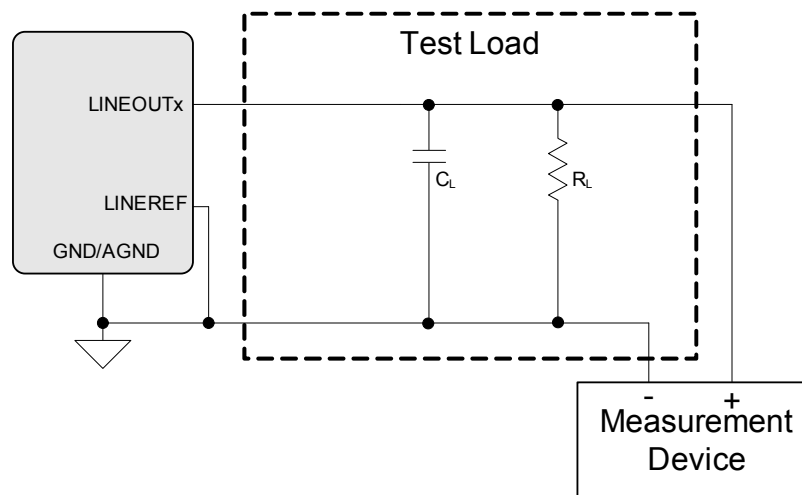 Test Load
LINEOUTx
CL
RL
LINEREF
GND/AGND
- +
Measurement
Device